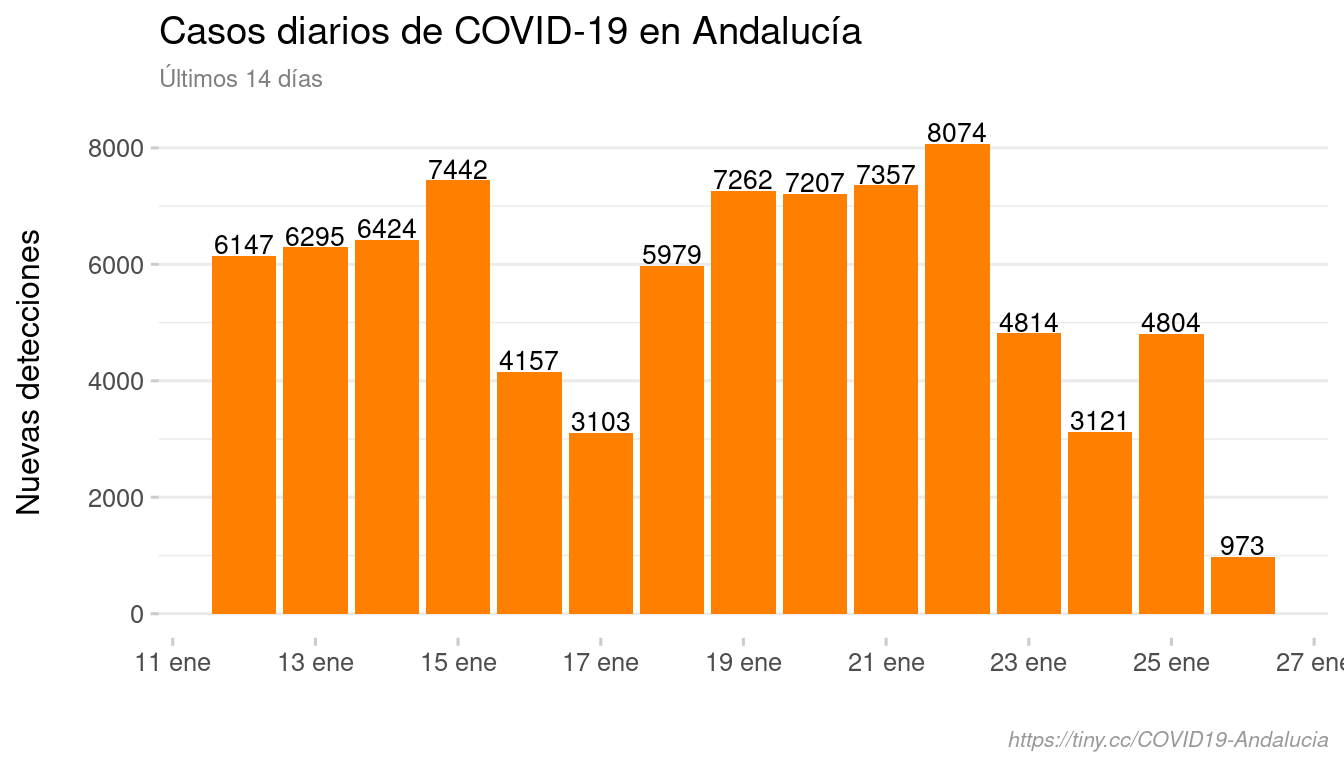 Casos diarios de COVID-19 en Andalucía
Últimos 14 días
Nuevas detecciones
8000
6000
4000
2000
0
6147
6295
6424
7442
4157
3103
5979
7262
7207
7357
8074
4814
3121
4804
973
11 ene
13 ene
15 ene
17 ene
19 ene
21 ene
23 ene
25 ene
27 ene
https://tiny.cc/COVID19-Andalucia